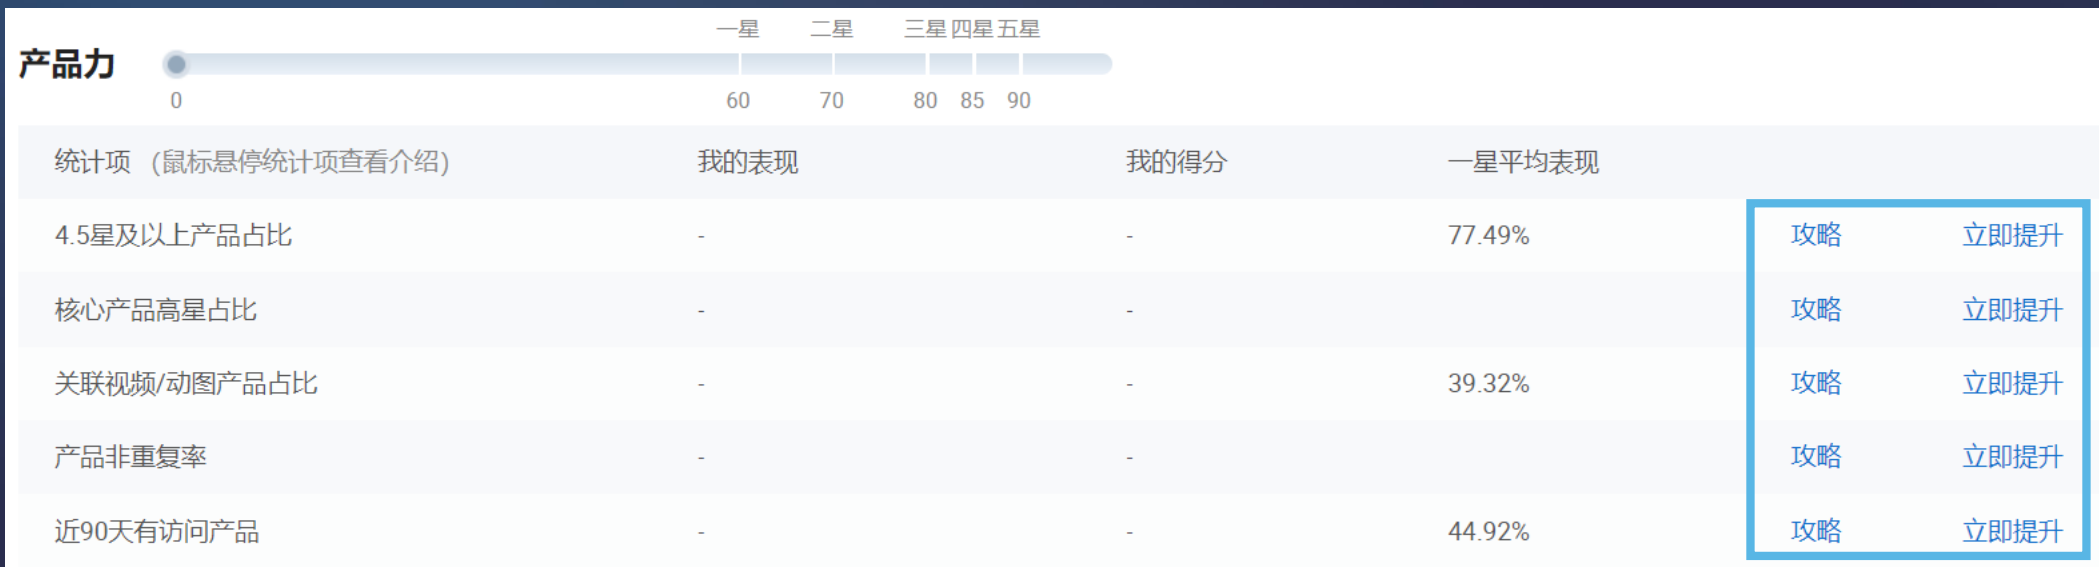 一星 二星 三星 四星 五星
产品力
0 60 70 80 85 90
统计项 (鼠标悬停统计项查看介绍) 我的表现 我的得分 一星平均表现
4.5星及以上产品占比 - - 77.49% 攻略 立即提升
核心产品高星占比 - - 攻略 立即提升
关联视频/动图产品占比 - - 39.32% 攻略 立即提升
产品非重复率 - - 攻略 立即提升
近90天有访问产品 - - 44.92% 攻略 立即提升